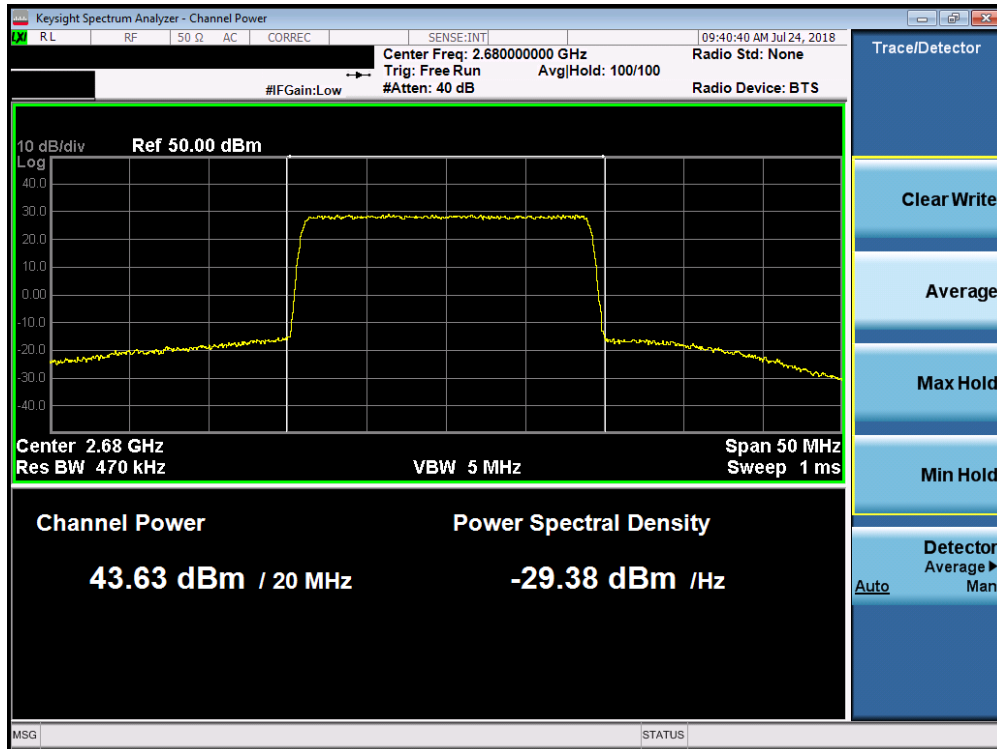 Keysight Spectrum Analyzer - Channel Power
LXI RL RF 50 Ω AC CORREC SENSE:INT 09:40:40 AM Jul 24, 2018
Center Freq: 2.680000000 GHz Radio Std: None
Trig: Free Run Avg|Hold: 100/100
#IFGain:Low #Atten: 40 dB Radio Device: BTS
Trace/Detector
10 dB/div Ref 50.00 dBm
Log
40.0
30.0
20.0
10.0
0.00
-10.0
-20.0
-30.0
-40.0
Center 2.68 GHz Span 50 MHz
Res BW 470 kHz VBW 5 MHz Sweep 1 ms
Channel Power Power Spectral Density
43.63 dBm / 20 MHz -29.38 dBm /Hz
Clear Write
Average
Max Hold
Min Hold
Detector
Average
Auto Man
MSG STATUS